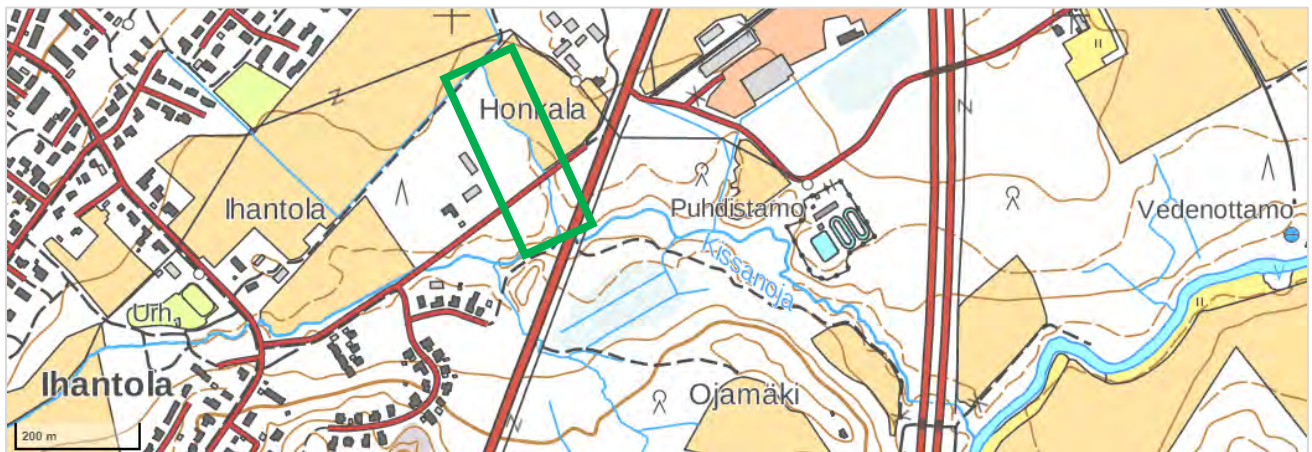 Honkala
Ihantola
Puhdistamo
Vedenottamo
Kissanoja
Urh.
Ihantola
Ojamäki
200 m